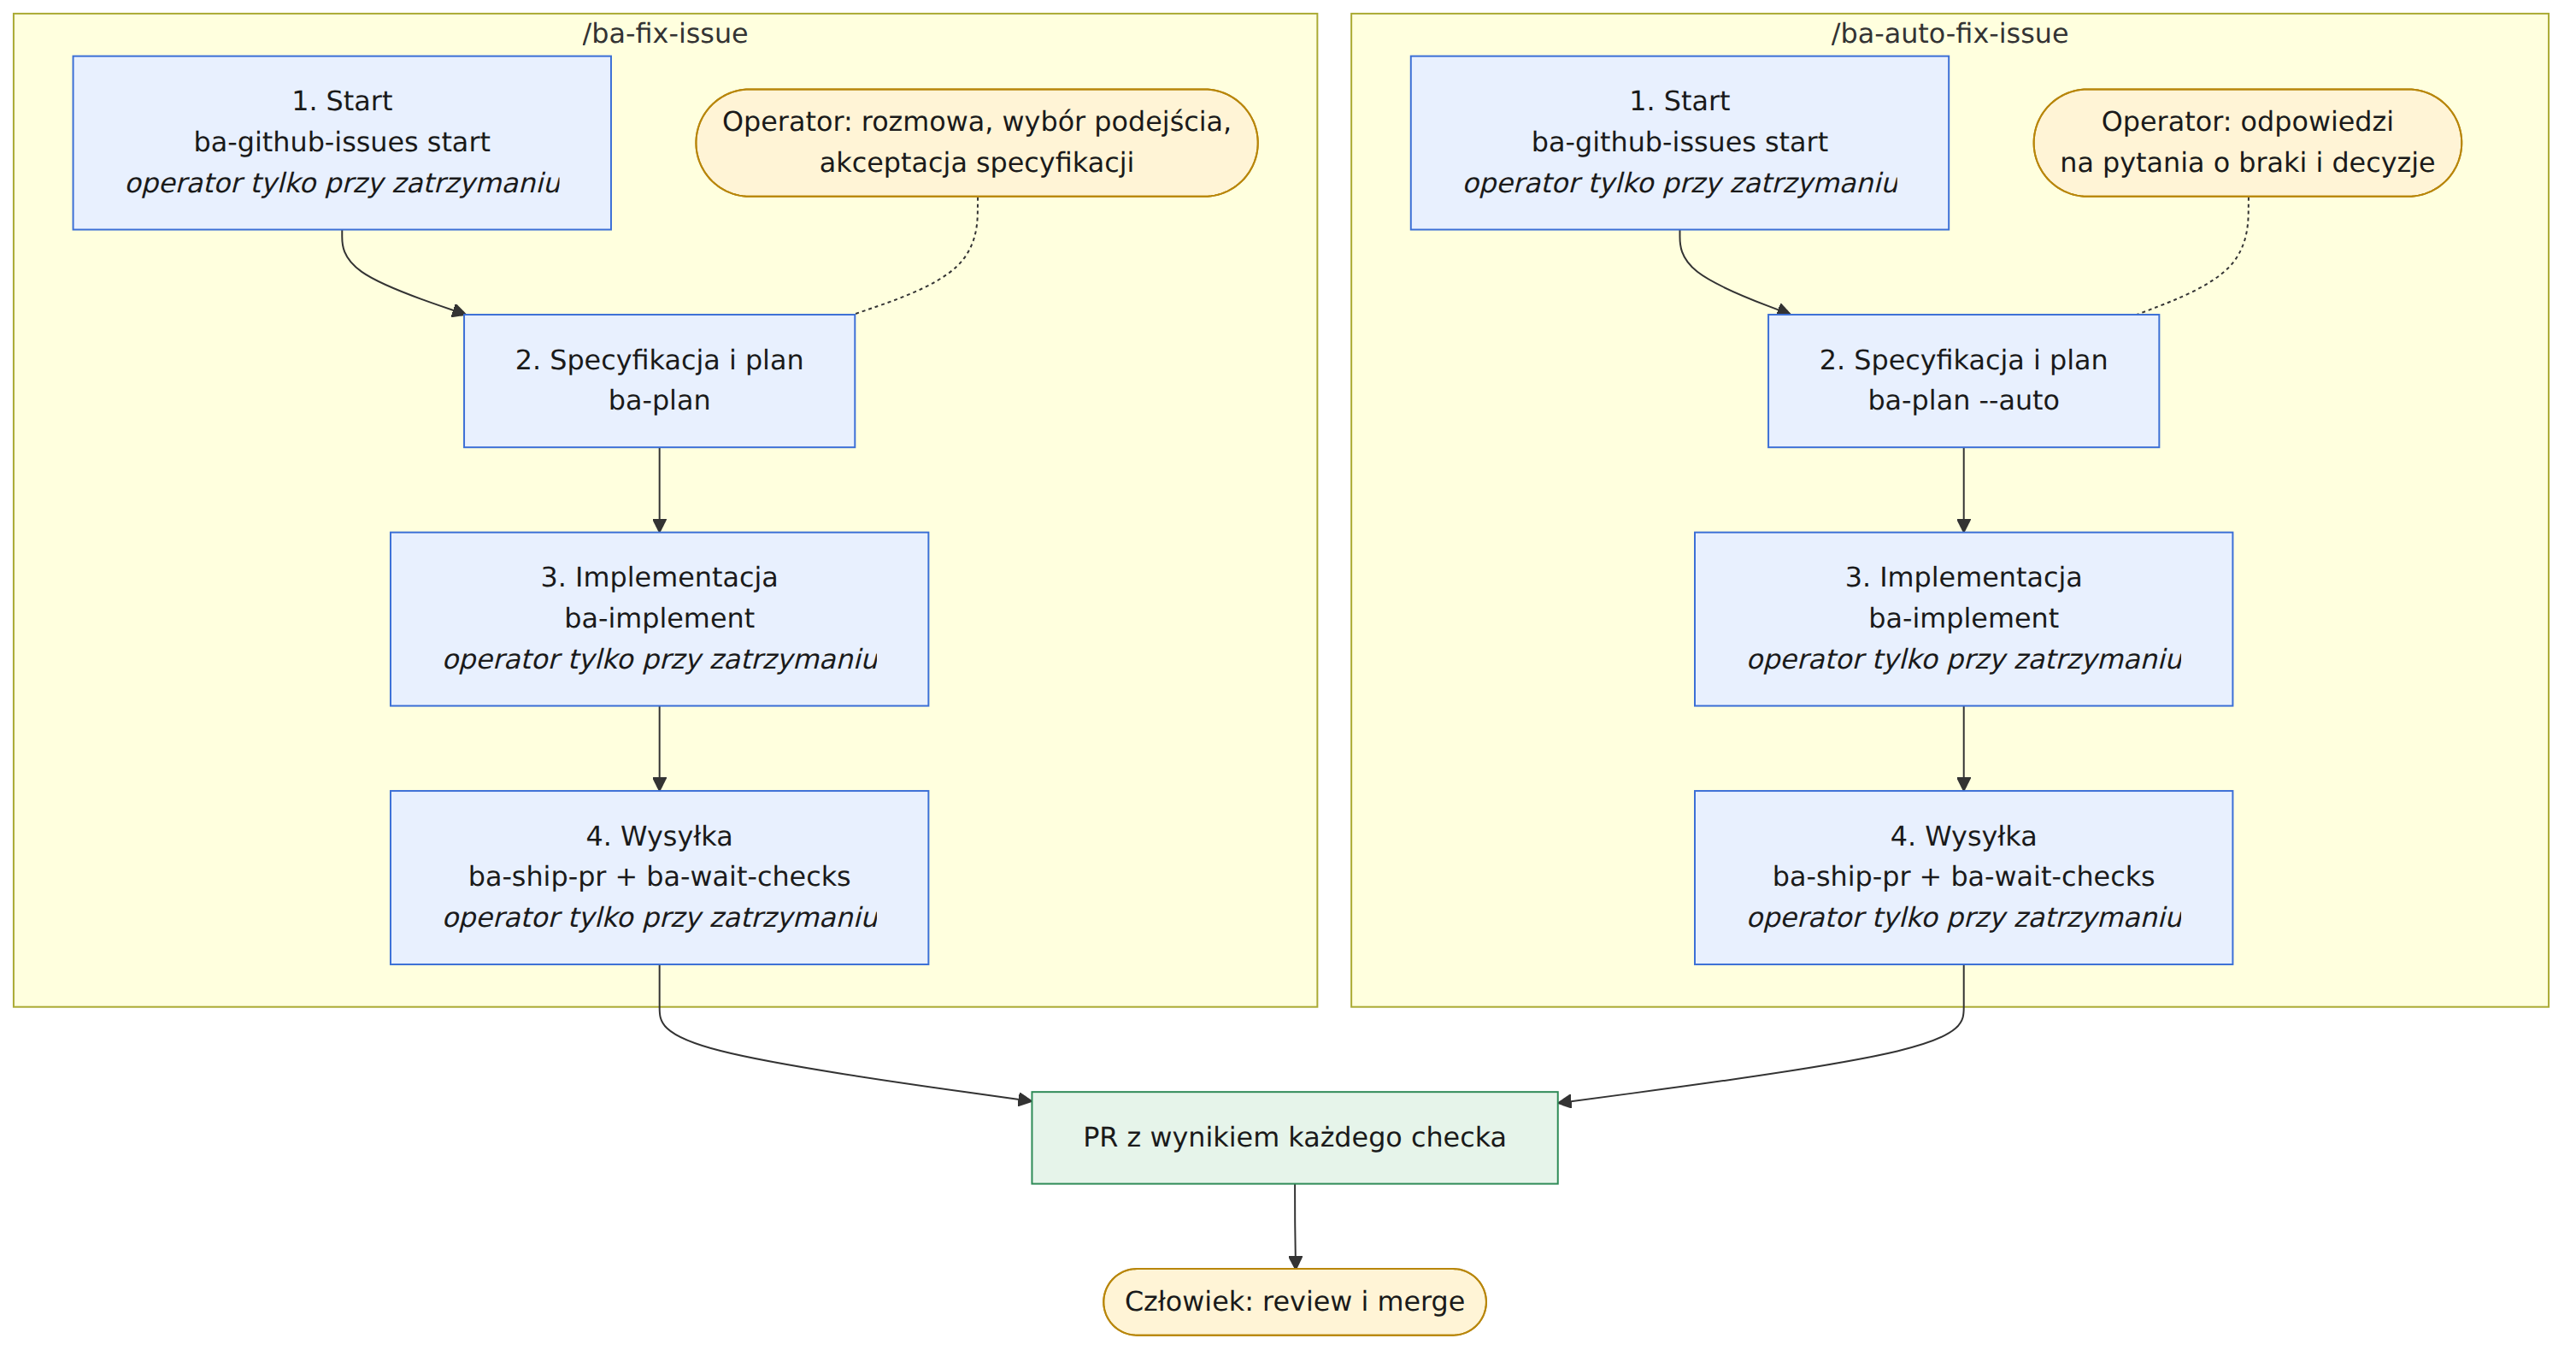 /ba-fix-issue
1. Start
ba-github-issues start
operator tylko przy zatrzymaniu
Operator: rozmowa, wybór podejścia,
akceptacja specyfikacji
2. Specyfikacja i plan
ba-plan
3. Implementacja
ba-implement
operator tylko przy zatrzymaniu
4. Wysyłka
ba-ship-pr + ba-wait-checks
operator tylko przy zatrzymaniu
/ba-auto-fix-issue
1. Start
ba-github-issues start
operator tylko przy zatrzymaniu
Operator: odpowiedzi
na pytania o braki i decyzje
2. Specyfikacja i plan
ba-plan --auto
3. Implementacja
ba-implement
operator tylko przy zatrzymaniu
4. Wysyłka
ba-ship-pr + ba-wait-checks
operator tylko przy zatrzymaniu
PR z wynikiem każdego checka
Człowiek: review i merge